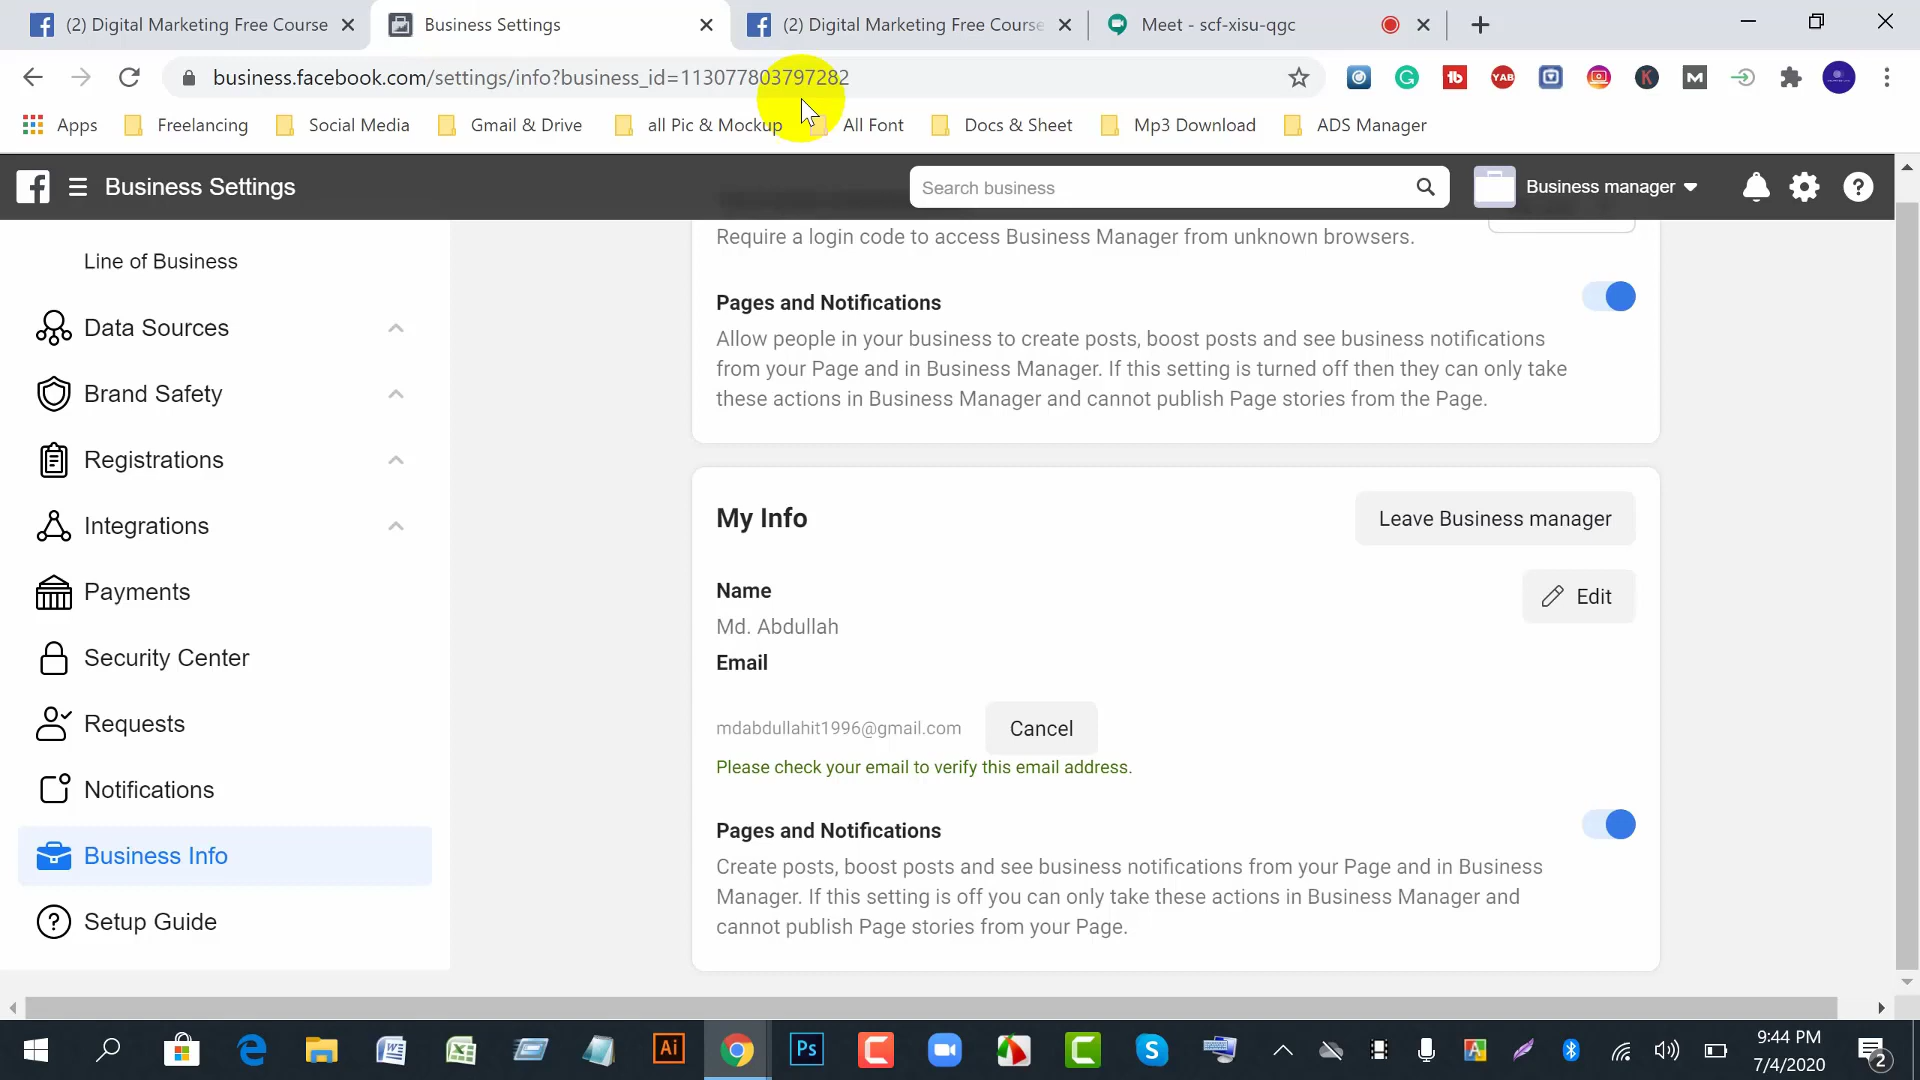 (2) Digital Marketing Free Course
Business Settings
(2) Digital Marketing Free Course
Meet - scf-xisu-qgc
business.facebook.com/settings/info?business_id=113077803797282
Apps
Freelancing
Social Media
Gmail & Drive
all Pic & Mockup
All Font
Docs & Sheet
Mp3 Download
ADS Manager
Business Settings
Search business
Business manager
Line of Business
Data Sources
Brand Safety
Registrations
Integrations
Payments
Security Center
Requests
Notifications
Business Info
Setup Guide
Require a login code to access Business Manager from unknown browsers.
Pages and Notifications
Allow people in your business to create posts, boost posts and see business notifications
from your Page and in Business Manager. If this setting is turned off then they can only take
these actions in Business Manager and cannot publish Page stories from the Page.
My Info
Leave Business manager
Name
Edit
Md. Abdullah
Email
mdabdullahit1996@gmail.com
Cancel
Please check your email to verify this email address.
Pages and Notifications
Create posts, boost posts and see business notifications from your Page and in Business
Manager. If this setting is off you can only take these actions in Business Manager and
cannot publish Page stories from your Page.
9:44 PM
7/4/2020
2